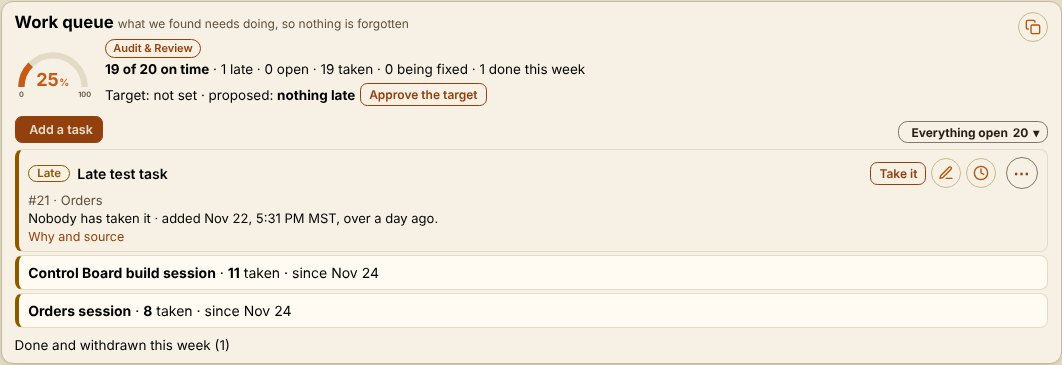 Work queue what we found needs doing, so nothing is forgotten
Audit & Review
25%
0 100
19 of 20 on time · 1 late · 0 open · 19 taken · 0 being fixed · 1 done this week
Target: not set · proposed: nothing late Approve the target
Add a task
Everything open 20 ▾
Late Late test task
Take it
#21 · Orders
Nobody has taken it · added Nov 22, 5:31 PM MST, over a day ago.
Why and source
Control Board build session · 11 taken · since Nov 24
Orders session · 8 taken · since Nov 24
Done and withdrawn this week (1)